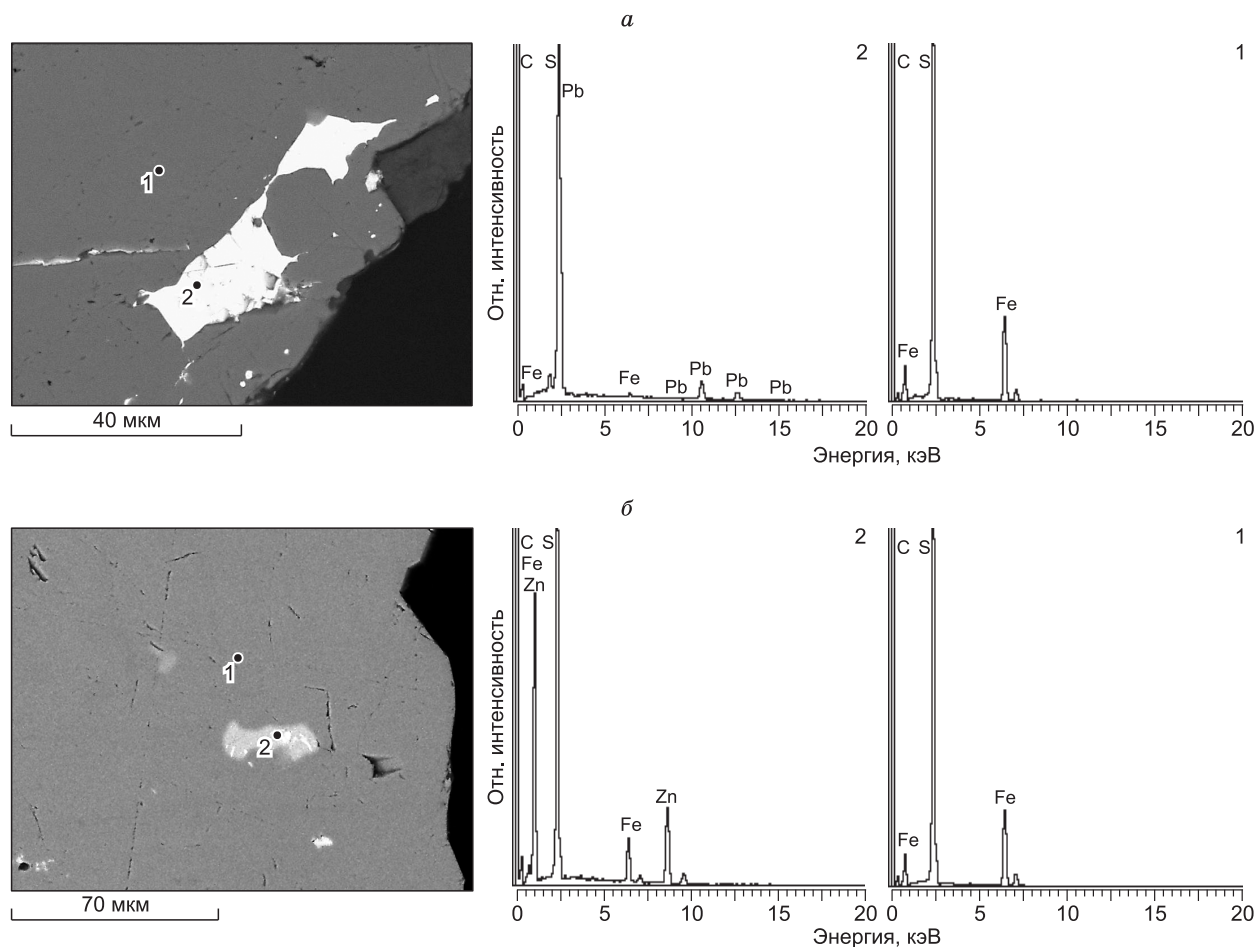 а
1
2
40 мкм
Отн. интенсивность
C S
2
Pb
Fe
Fe
Pb
Pb
Pb
Pb
0 5 10 15 20
C S
1
Fe
Fe
0 5 10 15 20
Энергия, кэВ
б
1
2
70 мкм
Отн. интенсивность
C S
2
Fe
Zn
Fe
Zn
0 5 10 15 20
C S
1
Fe
Fe
0 5 10 15 20
Энергия, кэВ